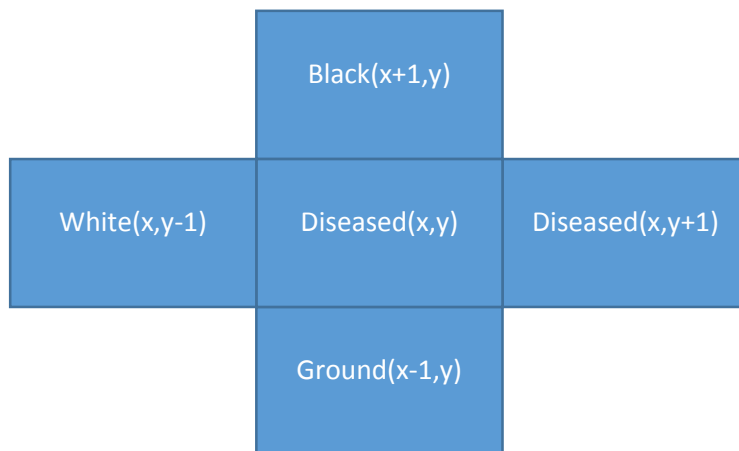 Black(x+1,y)
White(x,y-1)
Diseased(x,y)
Diseased(x,y+1)
Ground(x-1,y)